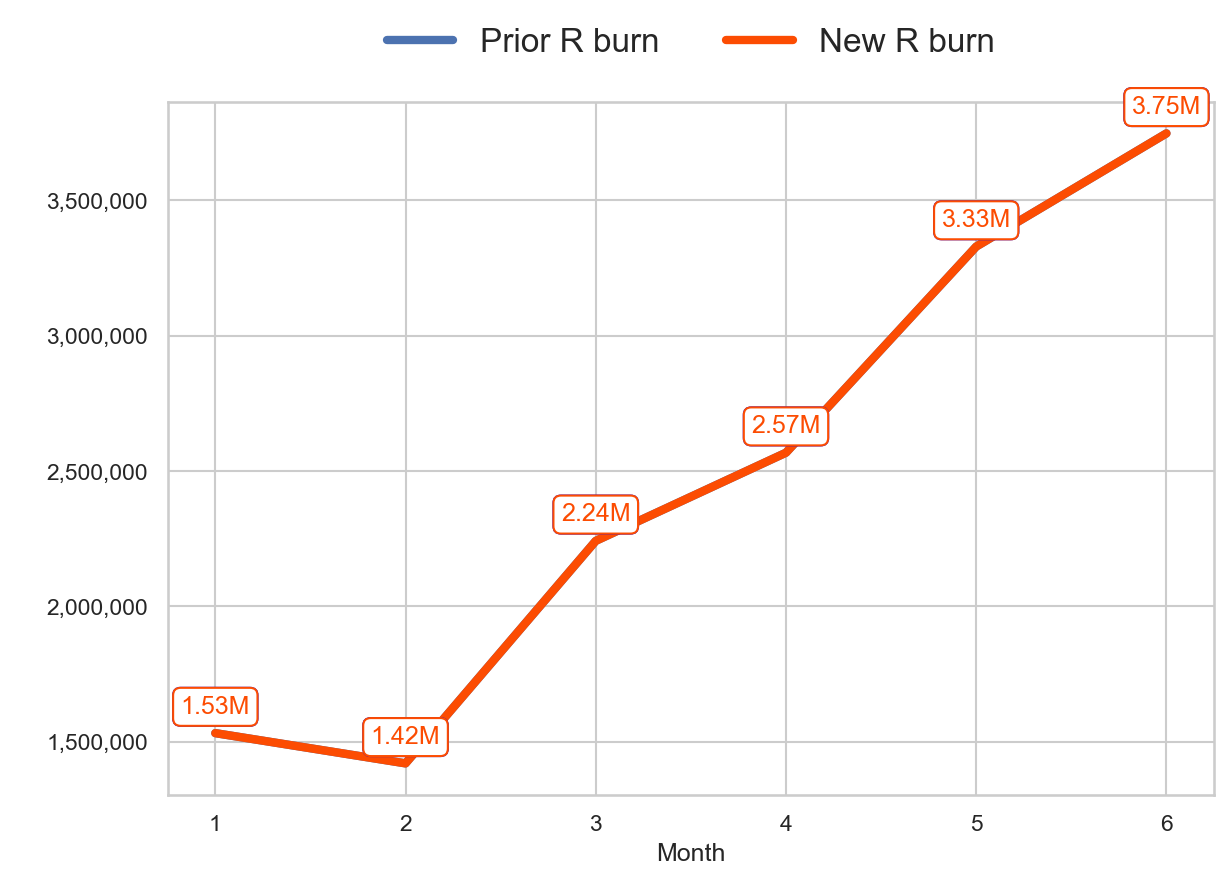 Prior R burn New R burn
3.75M
3,500,000
3.33M
3,000,000
2.57M
2,500,000
2.24M
2,000,000
1.53M
1.42M
1,500,000
1 2 3 4 5 6
Month